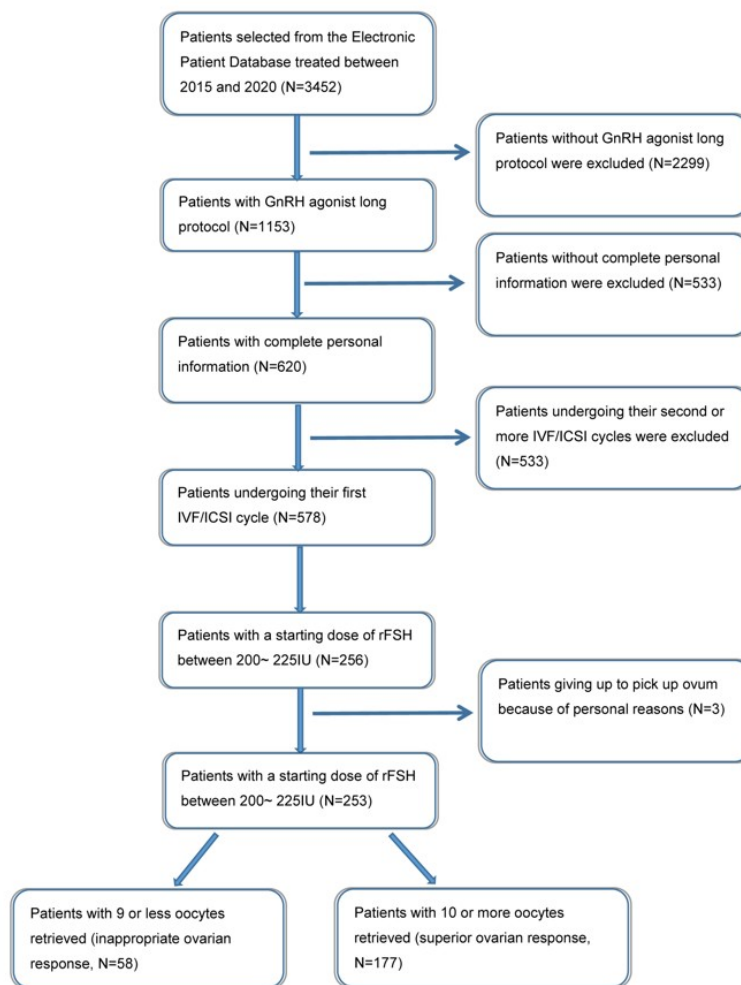 Patients selected from the Electronic
Patient Database treated between
2015 and 2020 (N=3452)
Patients without GnRH agonist long
protocol were excluded (N=2299)
Patients with GnRH agonist long
protocol (N=1153)
Patients without complete personal
information were excluded (N=533)
Patients with complete personal
information (N=620)
Patients undergoing their second or
more IVF/ICSI cycles were excluded
(N=533)
Patients undergoing their first
IVF/ICSI cycle (N=578)
Patients with a starting dose of rFSH
between 200~ 225IU (N=256)
Patients giving up to pick up ovum
because of personal reasons (N=3)
Patients with a starting dose of rFSH
between 200~ 225IU (N=253)
Patients with 9 or less oocytes
retrieved (inappropriate ovarian
response, N=58)
Patients with 10 or more oocytes
retrieved (superior ovarian response,
N=177)